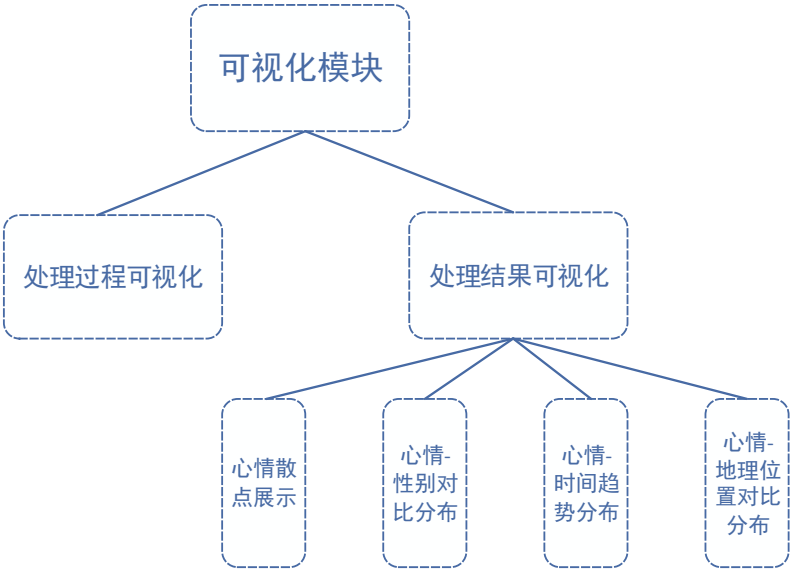 可视化模块
处理过程可视化
处理结果可视化
心情散
点展示
心情-
性别对
比分布
心情-
时间趋
势分布
心情-
地理位
置对比
分布